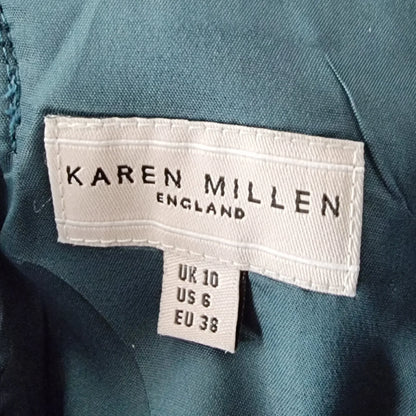 KAREN MILLEN
ENGLAND
UK 10
US 6
EU 38